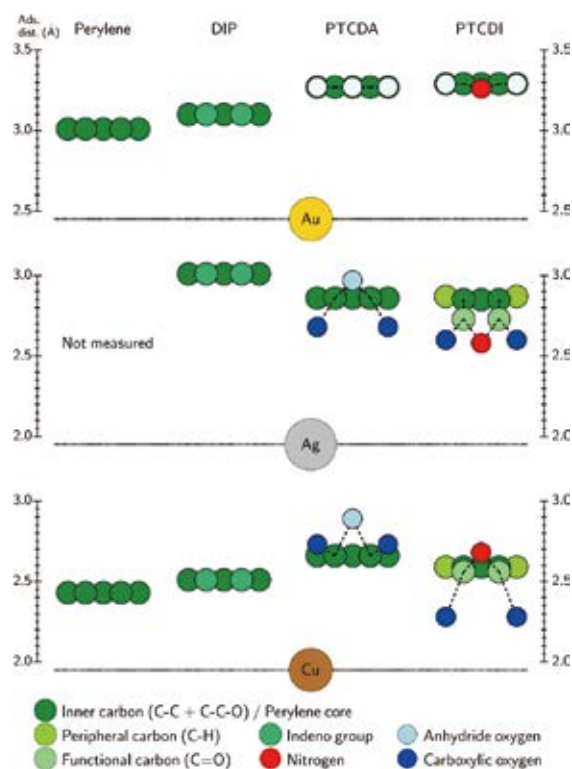 Ads.
dist. (Å) Perylene DIP PTCDA PTCDI
3.5 3.5
3.0 3.0
2.5 2.5
Au
3.0 3.0
Not measured
2.5 2.5
2.0 2.0
Ag
3.0 3.0
2.5 2.5
2.0 2.0
Cu
Inner carbon (C-C + C-C-O) / Perylene core
Peripheral carbon (C-H) Indeno group Anhydride oxygen
Functional carbon (C=O) Nitrogen Carboxylic oxygen